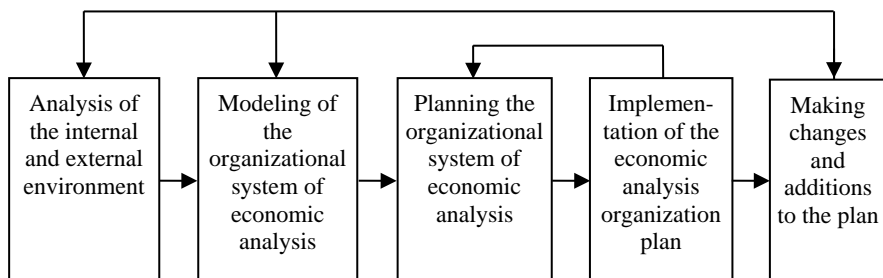 Analysis of
the internal
and external
environment
Modeling of
the
organizational
system of
economic
analysis
Planning the
organizational
system of
economic
analysis
Implemen-
tation of the
economic
analysis
organization
plan
Making
changes
and
additions
to the plan